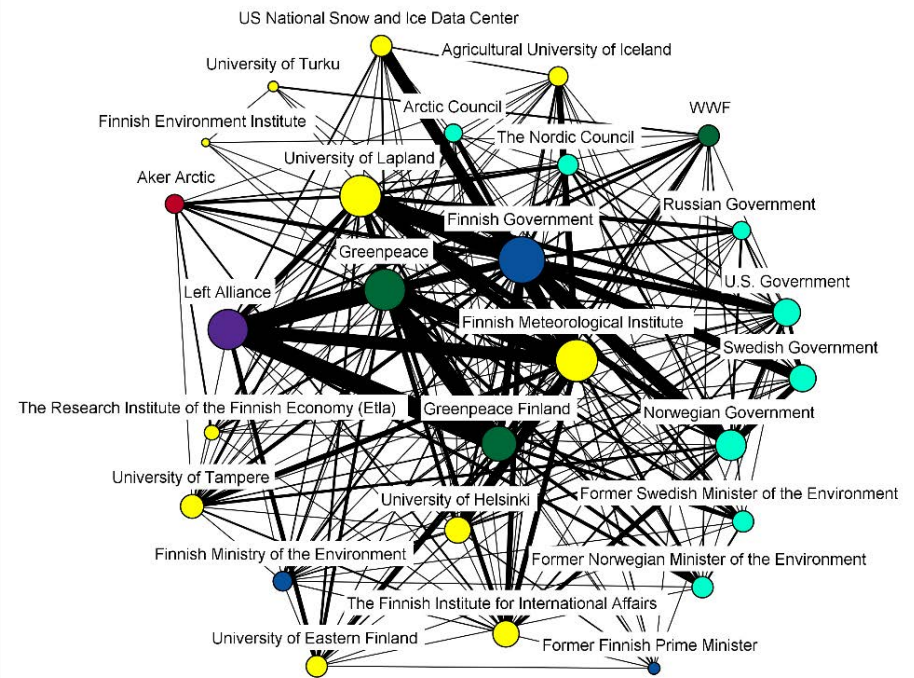 US National Snow and Ice Data Center
Agricultural University of Iceland
University of Turku
Arctic Council
WWF
Finnish Environment Institute
The Nordic Council
University of Lapland
Aker Arctic
Russian Government
Finnish Government
Greenpeace
U.S. Government
Left Alliance
Finnish Meteorological Institute
Swedish Government
The Research Institute of the Finnish Economy (Etla)
Greenpeace Finland
Norwegian Government
University of Tampere
University of Helsinki
Former Swedish Minister of the Environment
Finnish Ministry of the Environment
Former Norwegian Minister of the Environment
The Finnish Institute for International Affairs
University of Eastern Finland
Former Finnish Prime Minister